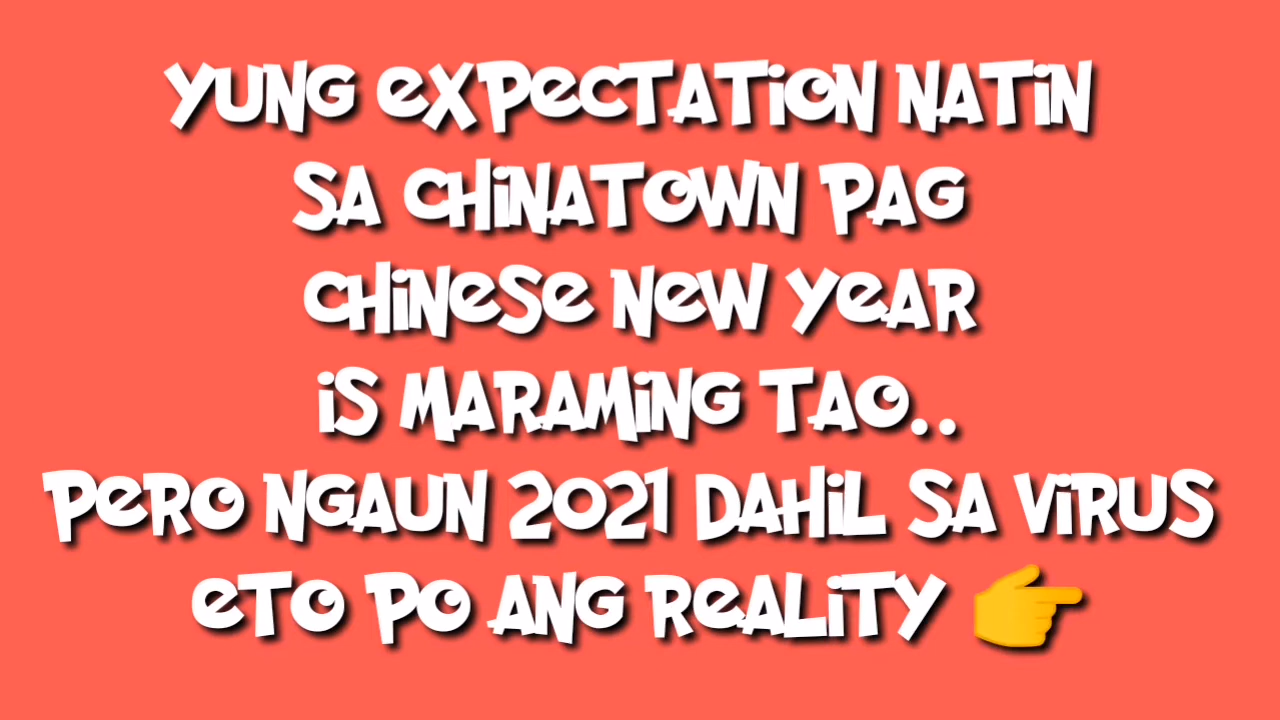 YUNG EXPECTATION NATIN
SA CHINATOWN PAG
CHINESE NEW YEAR
IS MARAMING TAO..
PERO NGAUN 2021 DAHIL SA VIRUS
ETO PO ANG REALITY 👉